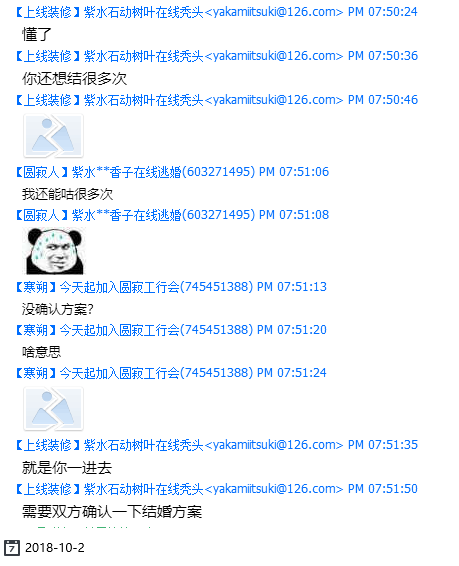 【上线装修】紫水石动树叶在线秃头<yakamiitsuki@126.com> PM 07:50:24
懂了
【上线装修】紫水石动树叶在线秃头<yakamiitsuki@126.com> PM 07:50:36
你还想结很多次
【上线装修】紫水石动树叶在线秃头<yakamiitsuki@126.com> PM 07:50:46
【圆寂人】紫水**香子在线逃婚(603271495) PM 07:51:06
我还能咕很多次
【圆寂人】紫水**香子在线逃婚(603271495) PM 07:51:08
【寒朔】今天起加入圆寂工行会(745451388) PM 07:51:13
没确认方案?
【寒朔】今天起加入圆寂工行会(745451388) PM 07:51:20
啥意思
【寒朔】今天起加入圆寂工行会(745451388) PM 07:51:24
【上线装修】紫水石动树叶在线秃头<yakamiitsuki@126.com> PM 07:51:35
就是你一进去
【上线装修】紫水石动树叶在线秃头<yakamiitsuki@126.com> PM 07:51:50
需要双方确认一下结婚方案
7 2018-10-2